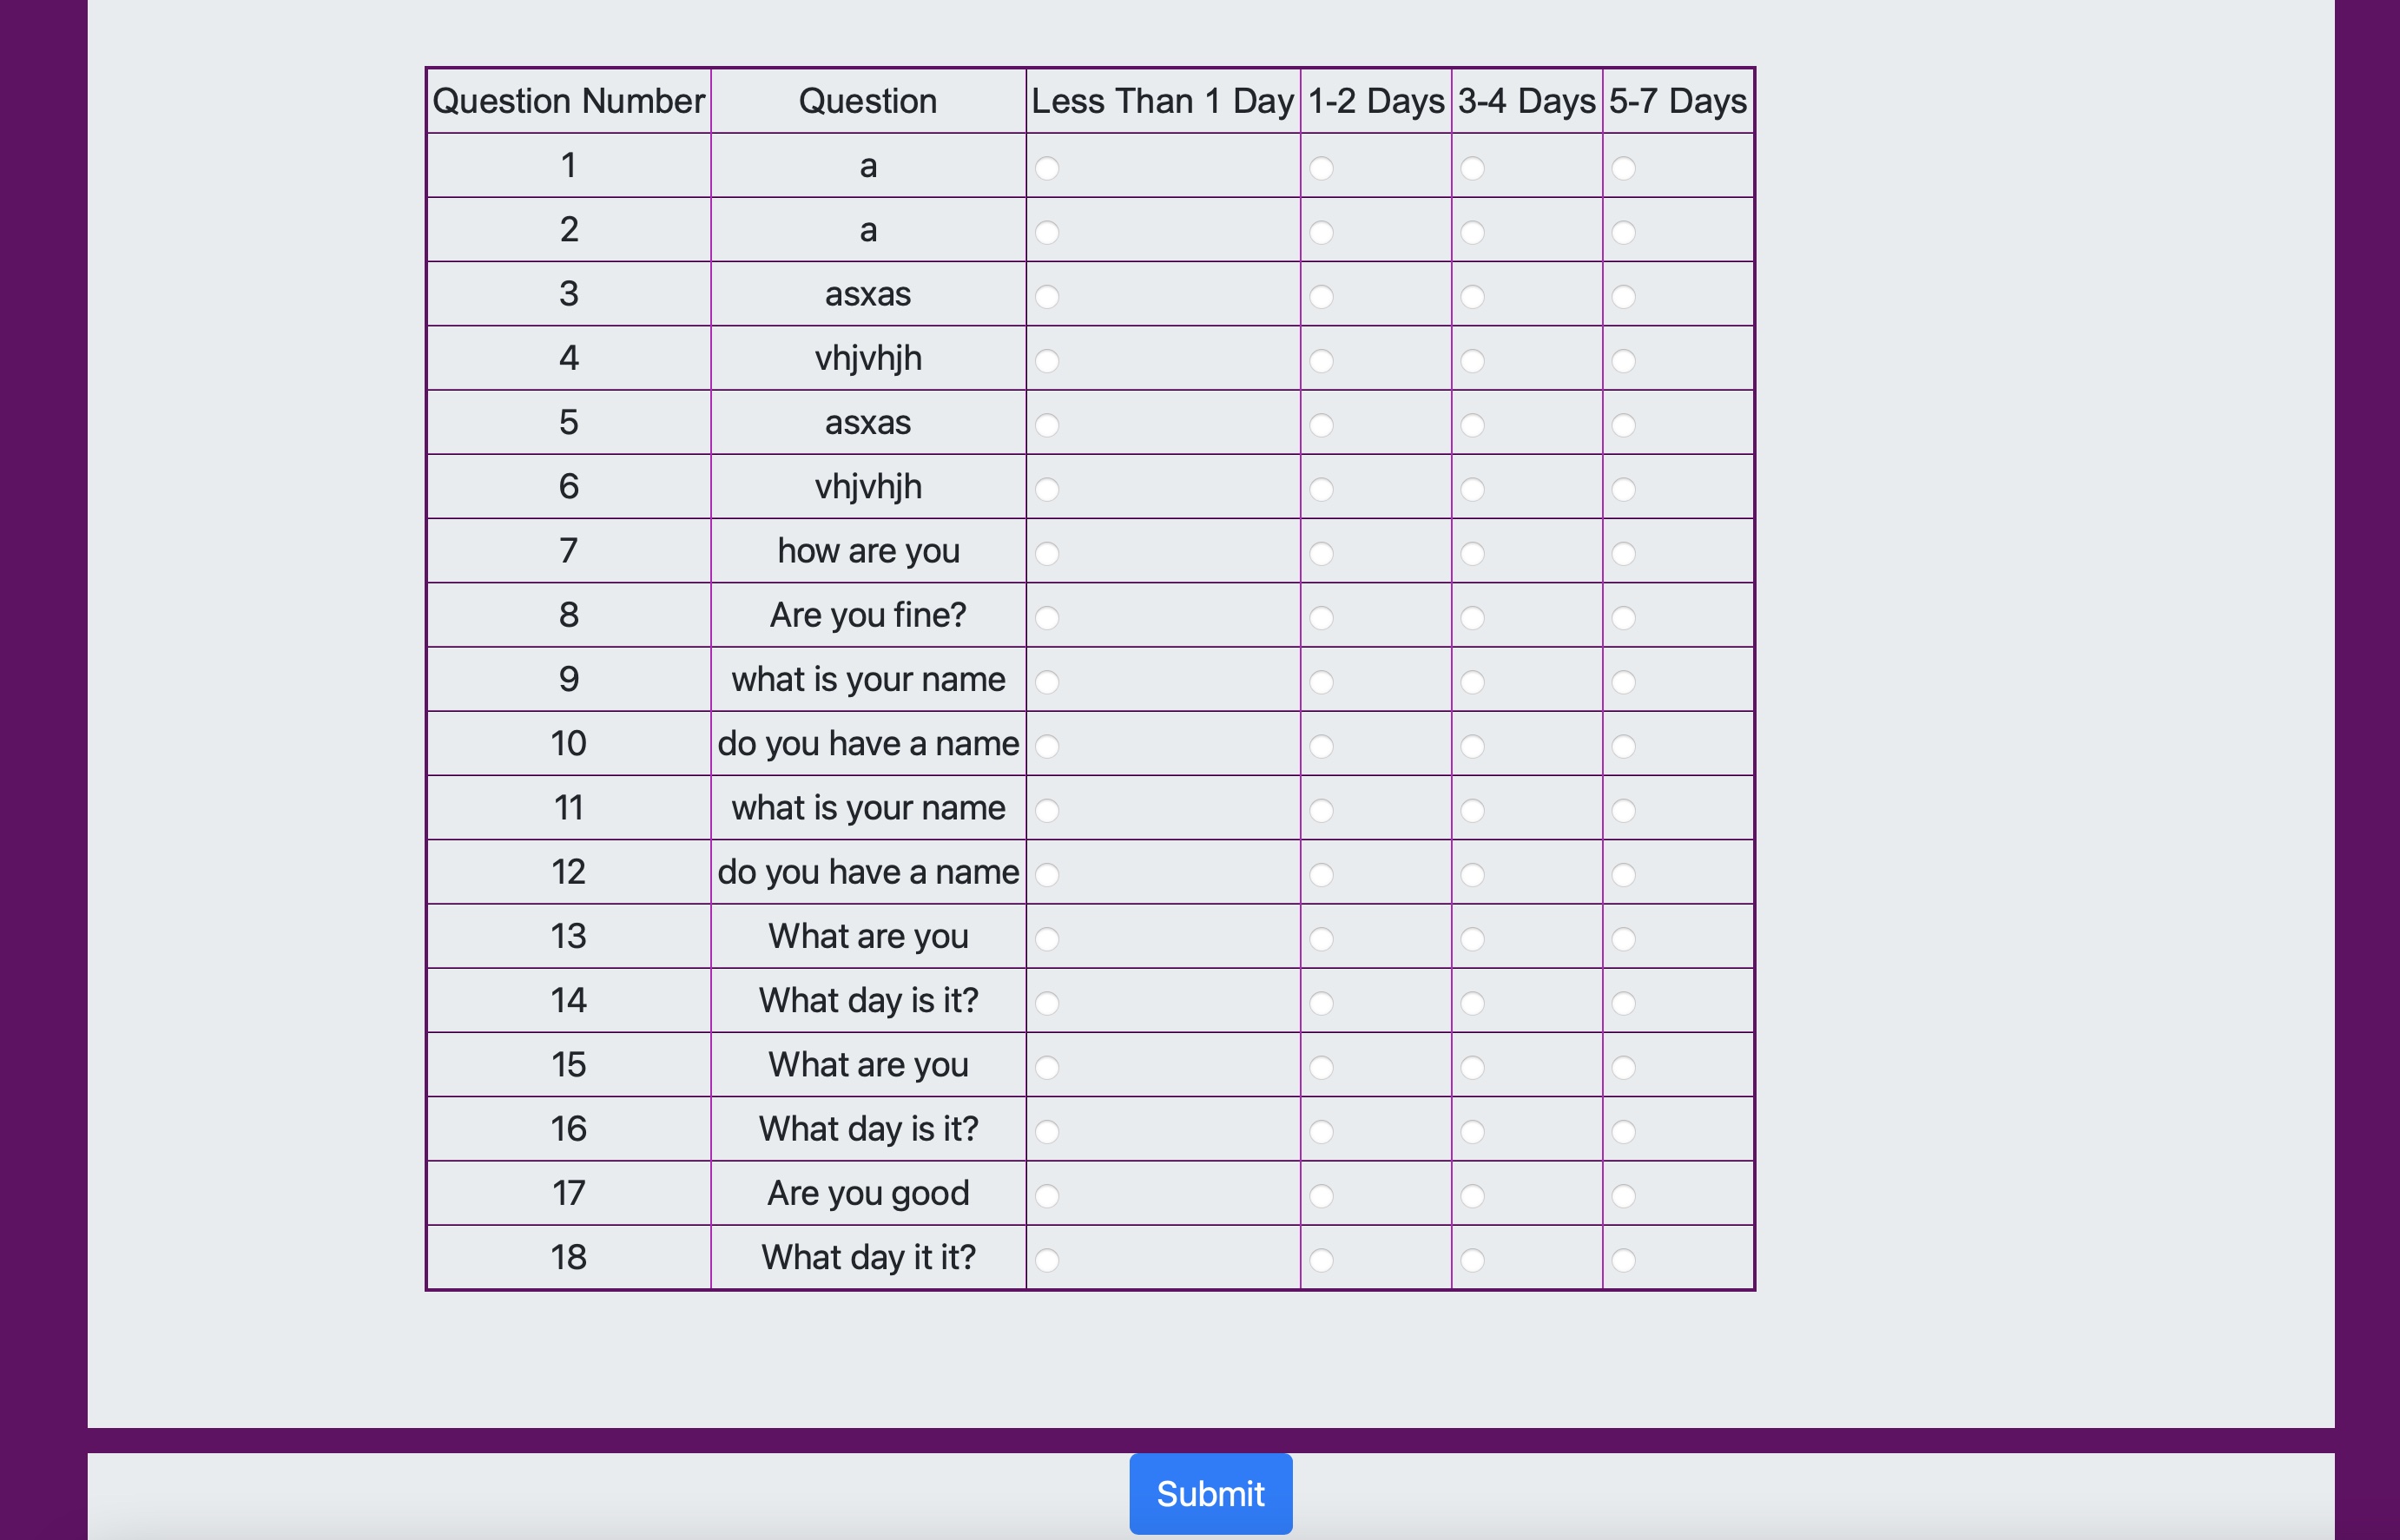 Question Number Question Less Than 1 Day 1-2 Days 3-4 Days 5-7 Days
1 a
2 a
3 asxas
4 vhjvhjh
5 asxas
6 vhjvhjh
7 how are you
8 Are you fine?
9 what is your name
10 do you have a name
11 what is your name
12 do you have a name
13 What are you
14 What day is it?
15 What are you
16 What day is it?
17 Are you good
18 What day it it?
Submit